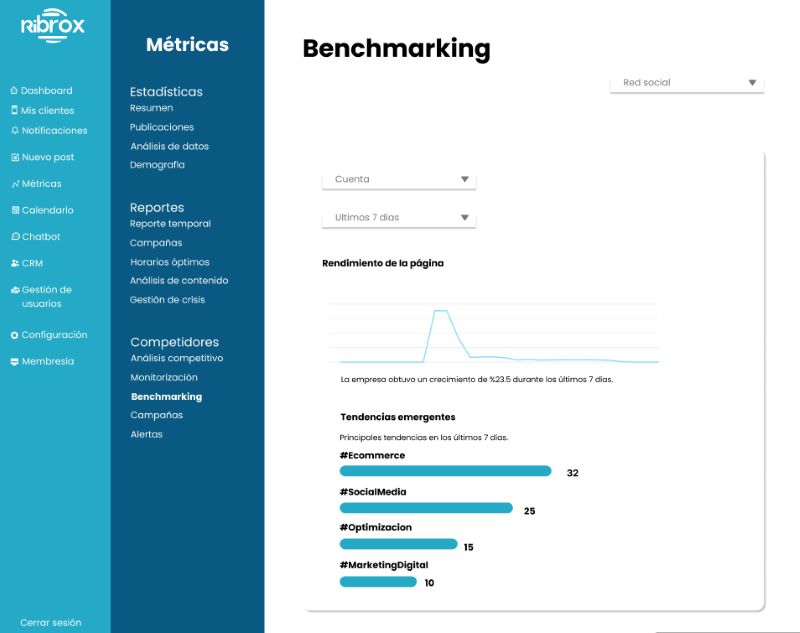 Ribrox
Dashboard
Mis clientes
Notificaciones
Nuevo post
Métricas
Calendario
Chatbot
CRM
Gestión de
usuarios
Configuración
Membresía
Cerrar sesión
Métricas
Estadísticas
Resumen
Publicaciones
Análisis de datos
Demografía
Reportes
Reporte temporal
Campañas
Horarios óptimos
Análisis de contenido
Gestión de crisis
Competidores
Análisis competitivo
Monitorización
Benchmarking
Campañas
Alertas
Benchmarking
Red social
Cuenta
Ultimos 7 dias
Rendimiento de la página
La empresa obtuvo un crecimiento de %23.5 durante los últimos 7 días.
Tendencias emergentes
Principales tendencias en los últimos 7 días.
#Ecommerce
32
#SocialMedia
25
#Optimizacion
15
#MarketingDigital
10